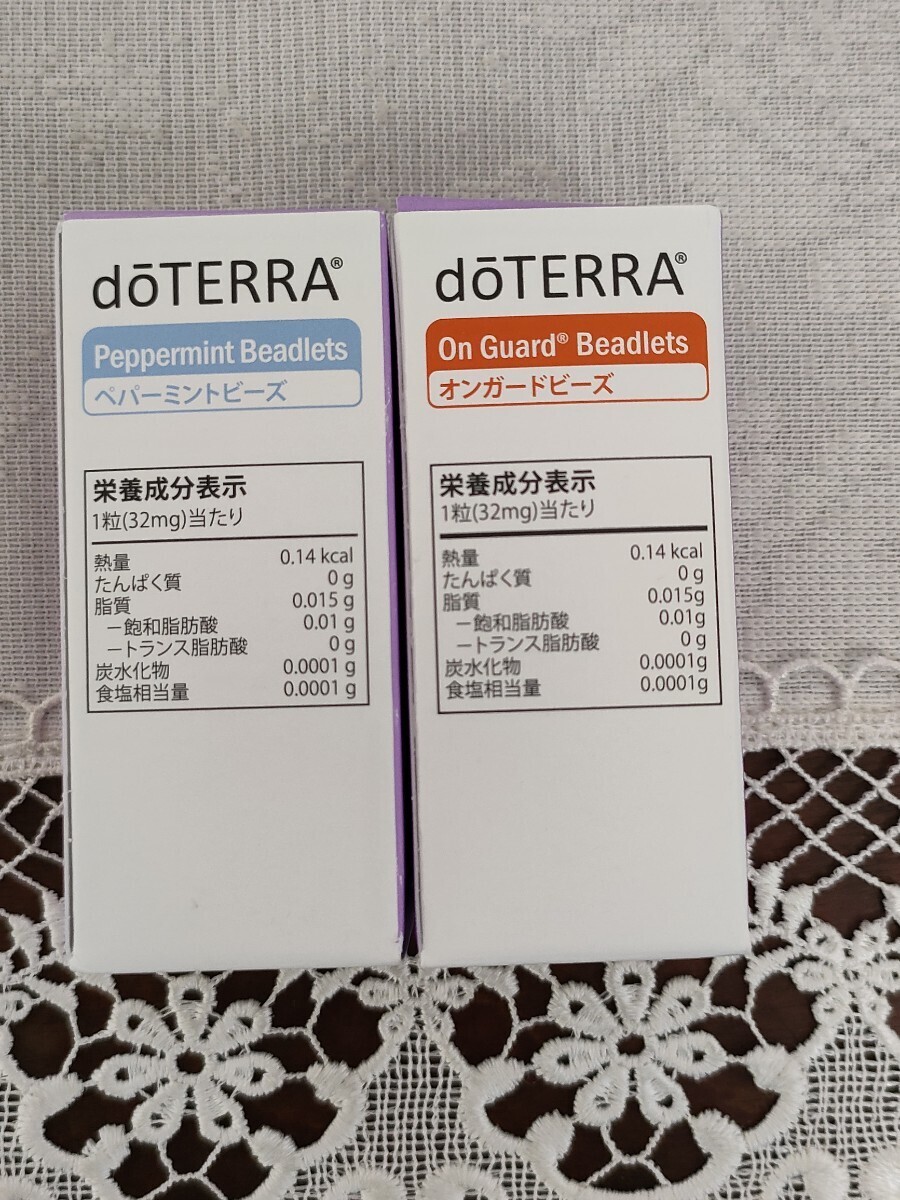 dōTERRA®
Peppermint Beadlets
ペパーミントビーズ
栄養成分表示
1粒(32mg)当たり
熱量 0.14 kcal
たんぱく質 0 g
脂質 0.015 g
－飽和脂肪酸 0.01 g
－トランス脂肪酸 0 g
炭水化物 0.0001 g
食塩相当量 0.0001 g
dōTERRA®
On Guard® Beadlets
オンガードビーズ
栄養成分表示
1粒(32mg)当たり
熱量 0.14 kcal
たんぱく質 0 g
脂質 0.015g
－飽和脂肪酸 0.01g
－トランス脂肪酸 0 g
炭水化物 0.0001g
食塩相当量 0.0001g